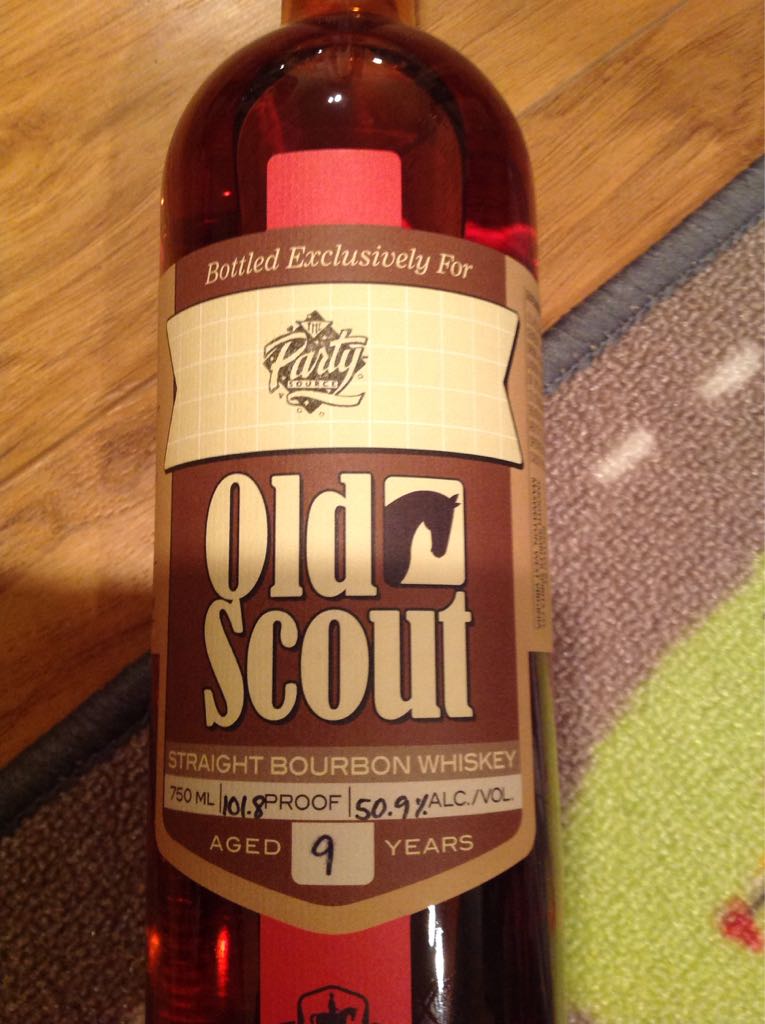 Bottled Exclusively For
THE
Party
SOURCE
Old
Scout
STRAIGHT BOURBON WHISKEY
750 ML | 101.8 PROOF | 50.9% ALC./VOL.
AGED 9 YEARS